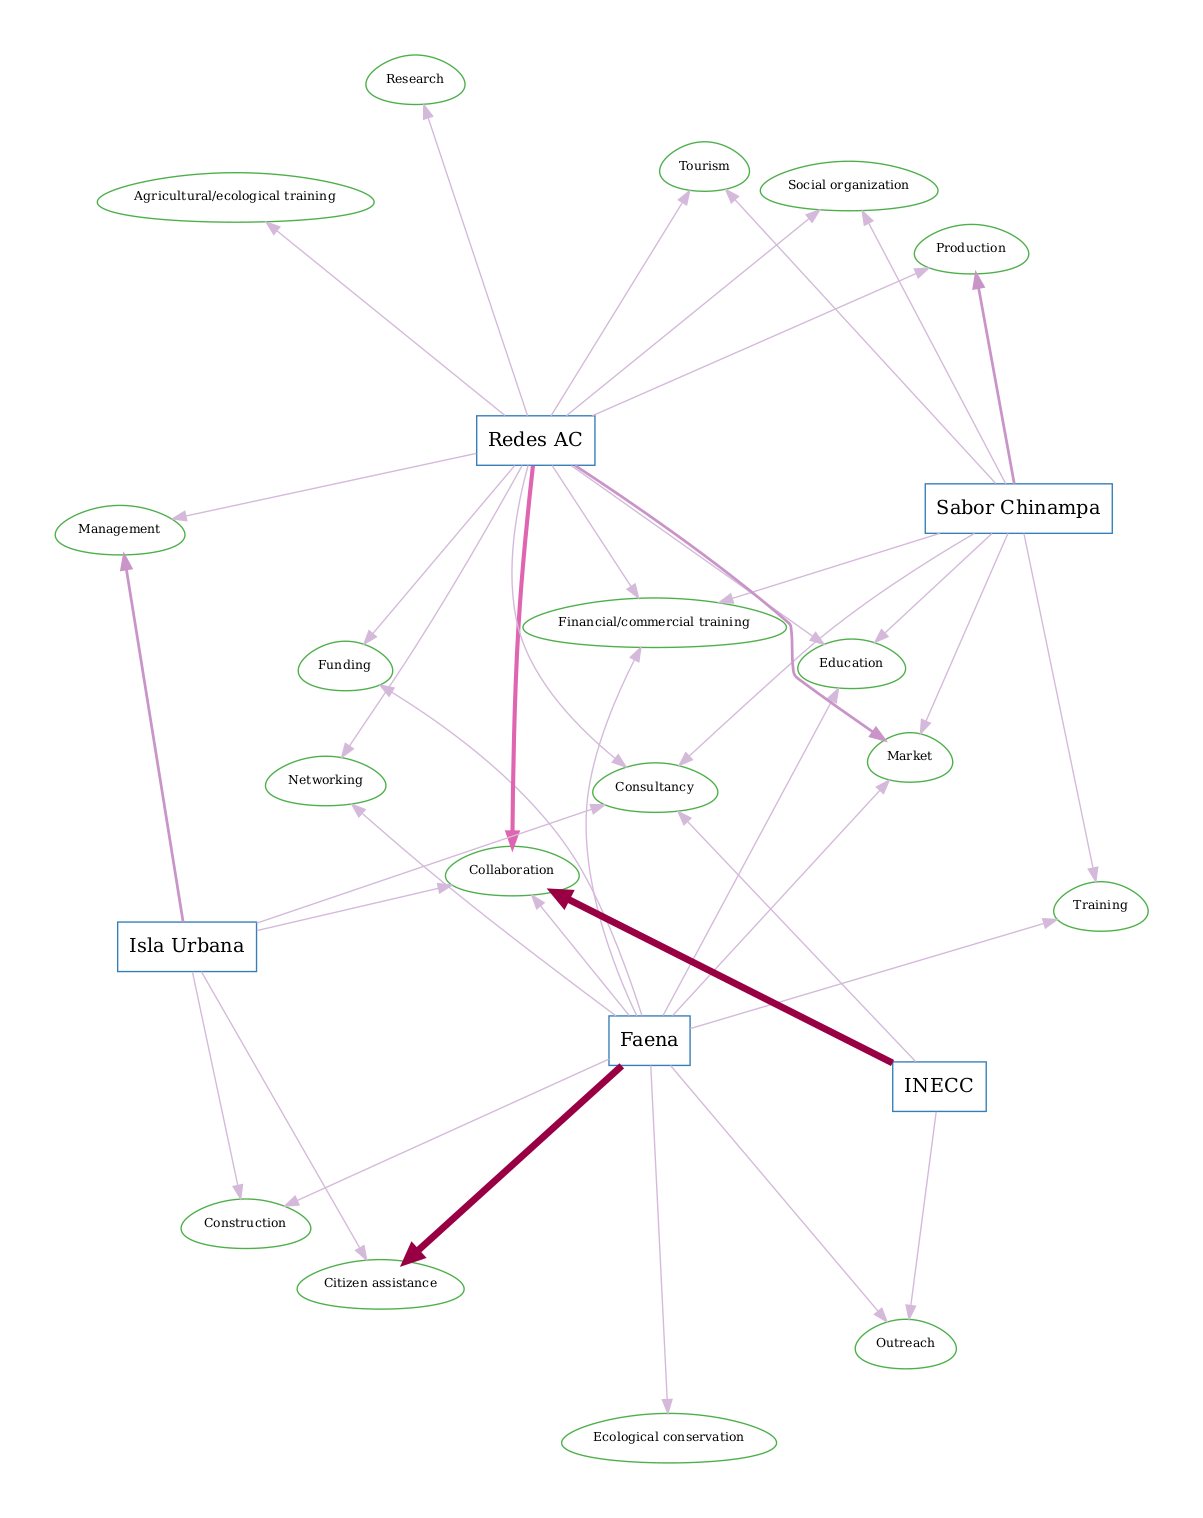 Research
Tourism
Social organization
Agricultural/ecological training
Production
Redes AC
Sabor Chinampa
Management
Financial/commercial training
Funding
Education
Market
Networking
Consultancy
Collaboration
Training
Isla Urbana
Faena
INECC
Construction
Citizen assistance
Outreach
Ecological conservation